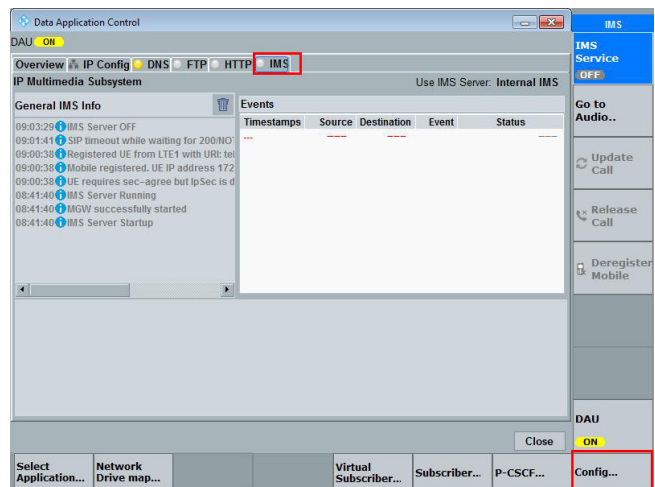 Data Application Control
IMS
DAU ON
Overview IP Config DNS FTP HTTP IMS
IP Multimedia Subsystem Use IMS Server: Internal IMS
General IMS Info
Events
Timestamps Source Destination Event Status
--- --- --- ---
09:03:29 IMS Server OFF
09:01:41 SIP timeout while waiting for 200/NO
09:00:38 Registered UE from LTE1 with URI: tel
09:00:38 Mobile registered. UE IP address 172
09:00:38 UE requires sec-agree but IpSec is d
08:41:40 IMS Server Running
08:41:40 MGW successfully started
08:41:40 IMS Server Startup
Close
IMS
Service
OFF
Go to
Audio..
Update
Call
Release
Call
Deregister
Mobile
DAU
ON
Select
Application...
Network
Drive map...
Virtual
Subscriber...
Subscriber...
P-CSCF...
Config...